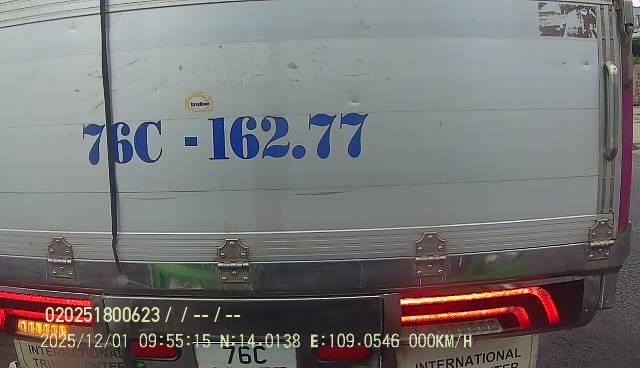 76C - 162.77
020251800623 / / -- / --
2025/12/01 09:55:15 N:14.0138 E:109.0546 000KM/H
76C
INTERNATIONAL
INTERNATIONAL